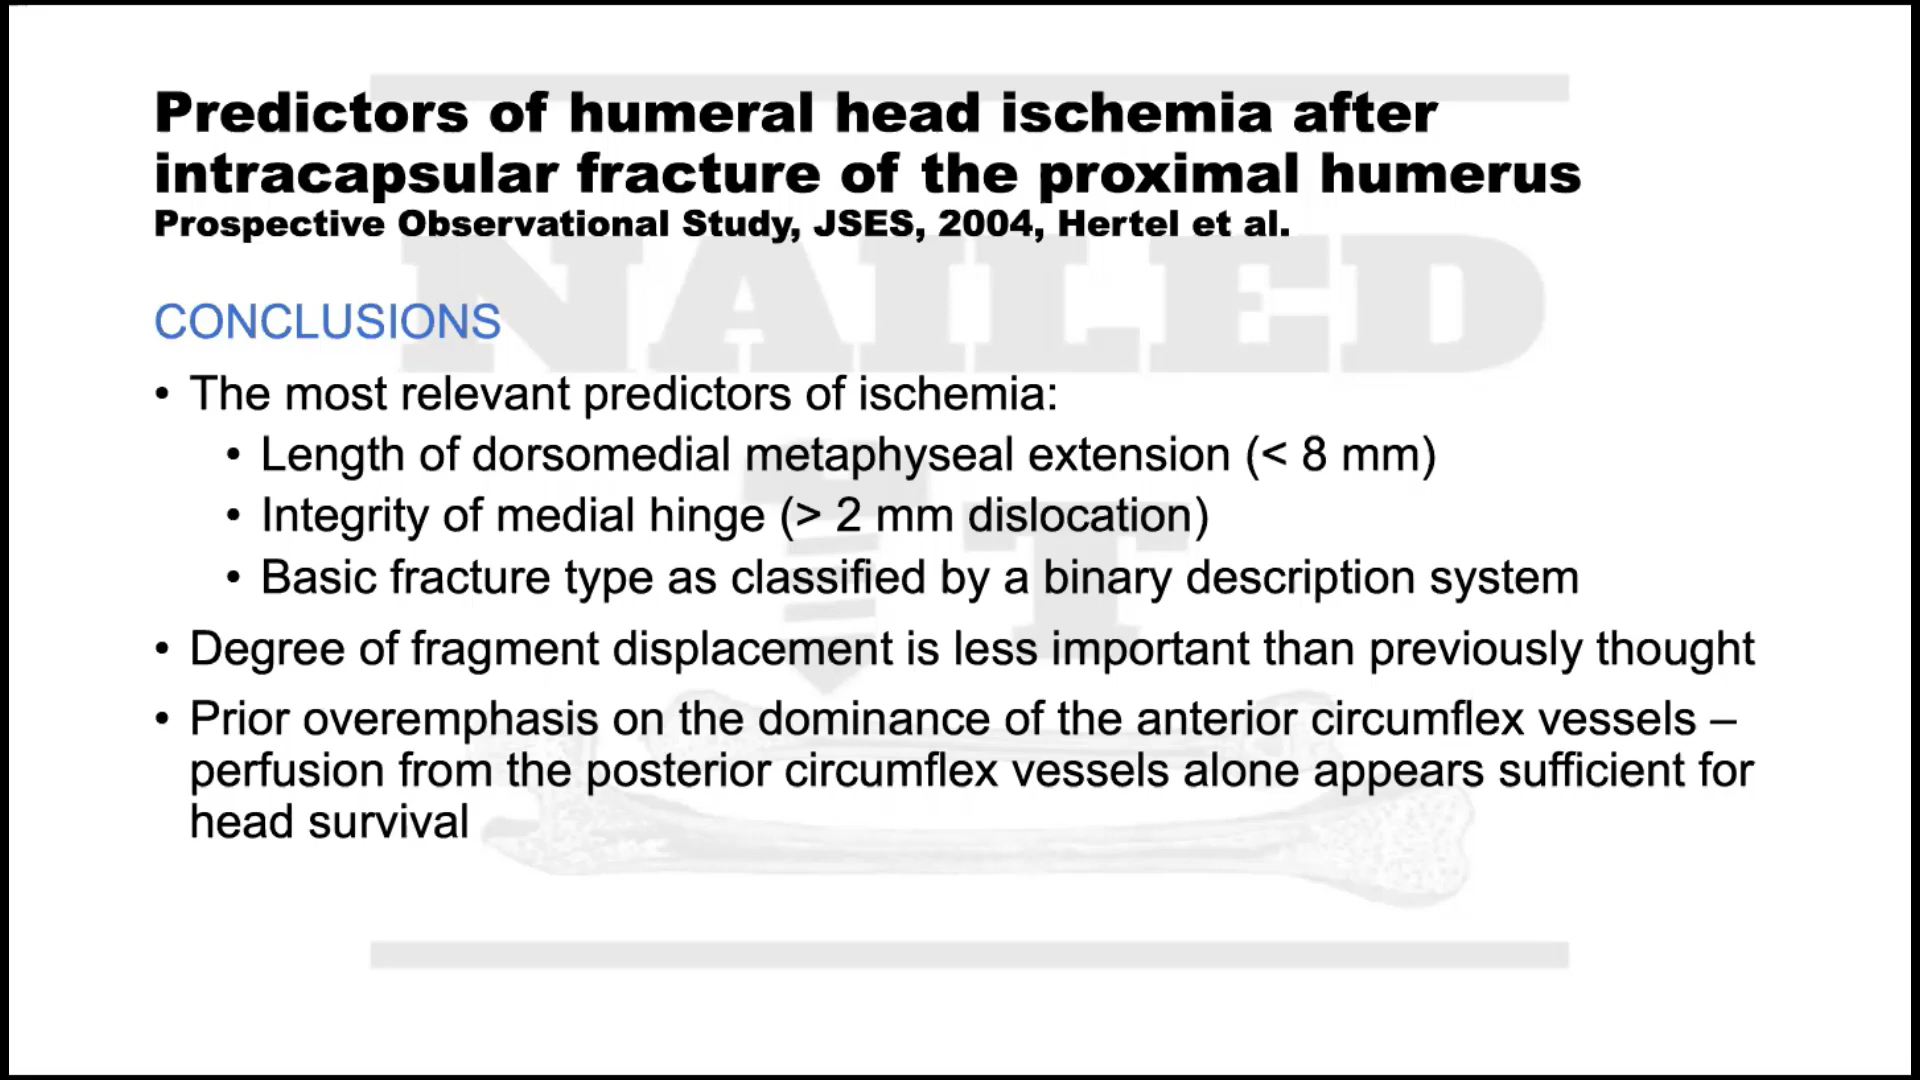 Predictors of humeral head ischemia after
intracapsular fracture of the proximal humerus
Prospective Observational Study, JSES, 2004, Hertel et al.
NAILED
IT
CONCLUSIONS
• The most relevant predictors of ischemia:
• Length of dorsomedial metaphyseal extension (< 8 mm)
• Integrity of medial hinge (> 2 mm dislocation)
• Basic fracture type as classified by a binary description system
• Degree of fragment displacement is less important than previously thought
• Prior overemphasis on the dominance of the anterior circumflex vessels –
perfusion from the posterior circumflex vessels alone appears sufficient for
head survival